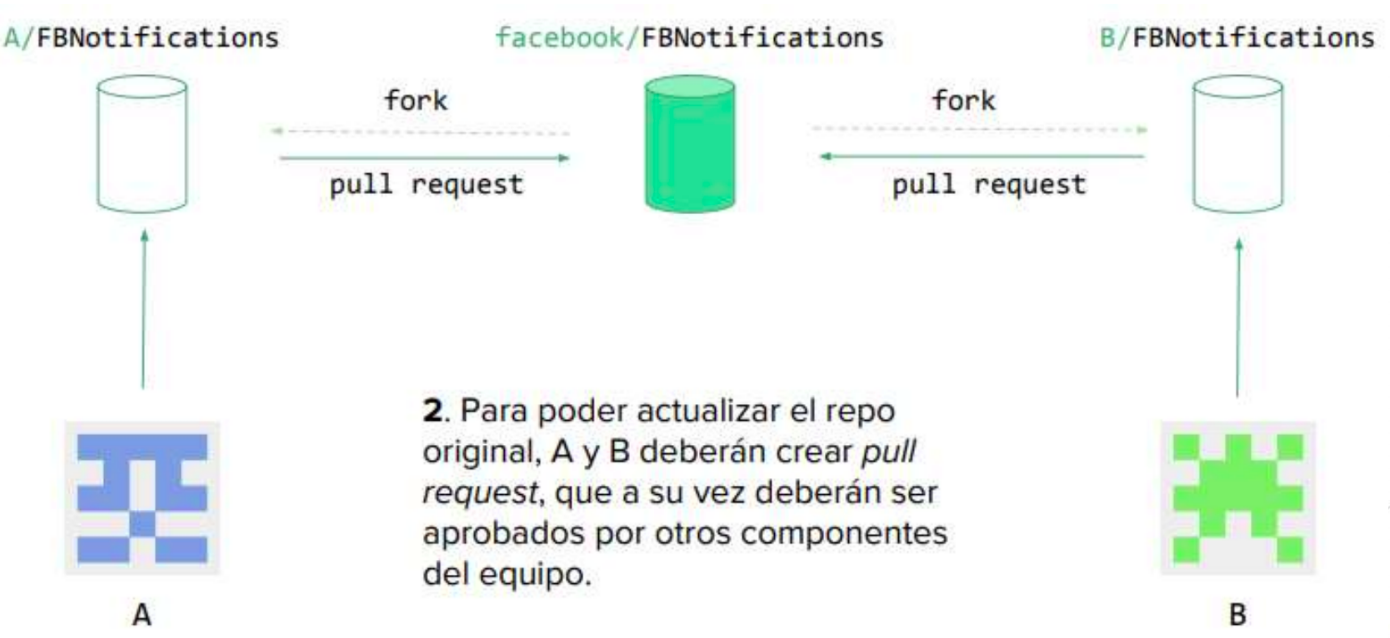 A/FBNotifications
facebook/FBNotifications
B/FBNotifications
fork
fork
pull request
pull request
2. Para poder actualizar el repo
original, A y B deberán crear pull
request, que a su vez deberán ser
aprobados por otros componentes
del equipo.
A
B